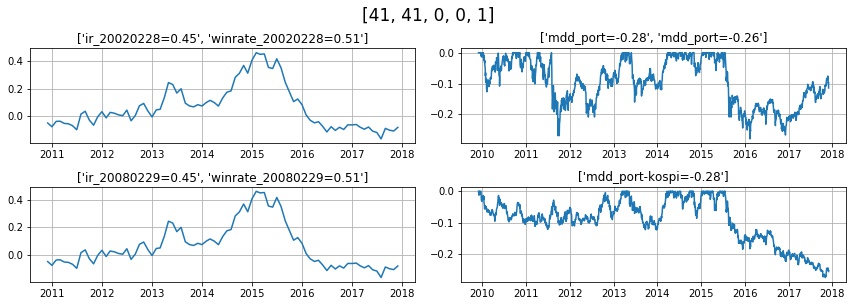 [41, 41, 0, 0, 1]
['ir_20020228=0.45', 'winrate_20020228=0.51']
0.4
0.2
0.0
2011 2012 2013 2014 2015 2016 2017 2018
['mdd_port=-0.28', 'mdd_port=-0.26']
0.0
−0.1
−0.2
2010 2011 2012 2013 2014 2015 2016 2017 2018
['ir_20080229=0.45', 'winrate_20080229=0.51']
0.4
0.2
0.0
2011 2012 2013 2014 2015 2016 2017 2018
['mdd_port-kospi=-0.28']
0.0
−0.1
−0.2
2010 2011 2012 2013 2014 2015 2016 2017 2018